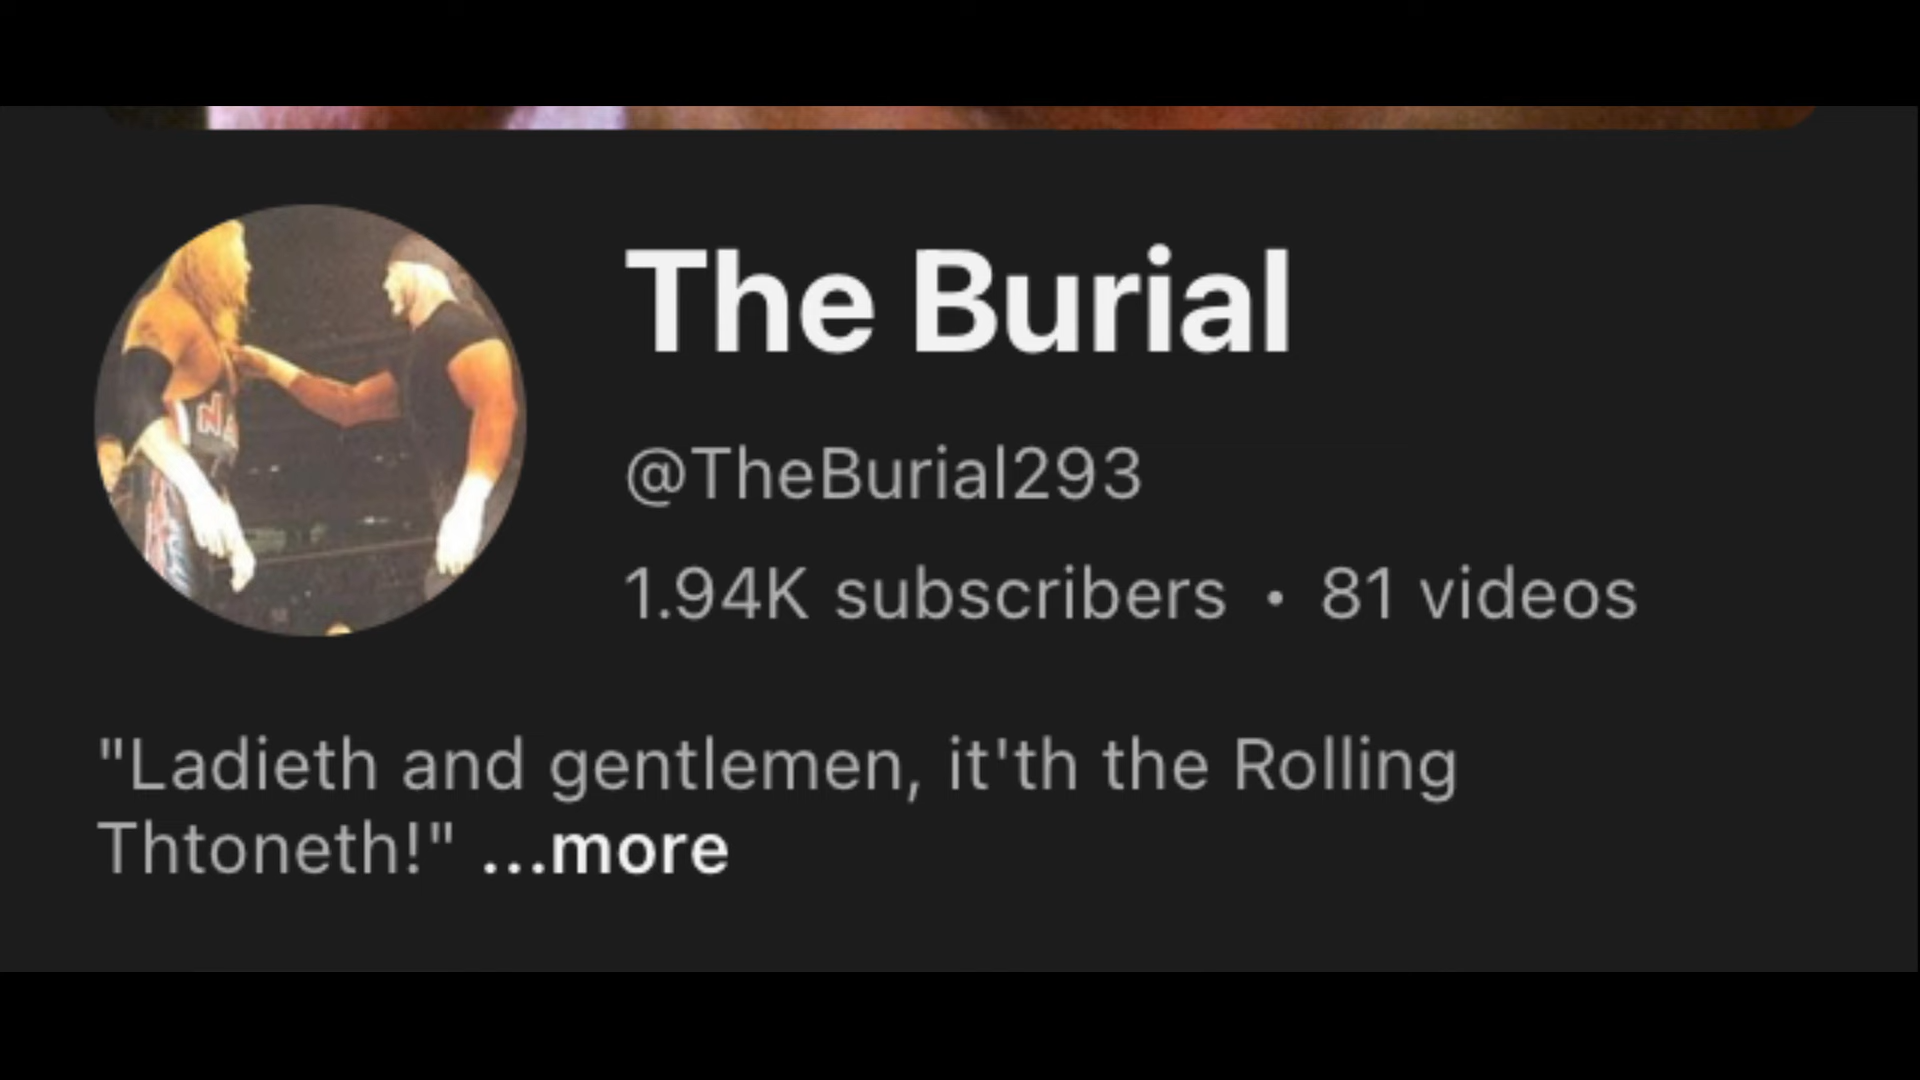 The Burial
@TheBurial293
1.94K subscribers • 81 videos
"Ladieth and gentlemen, it'th the Rolling
Thtoneth!" ...more